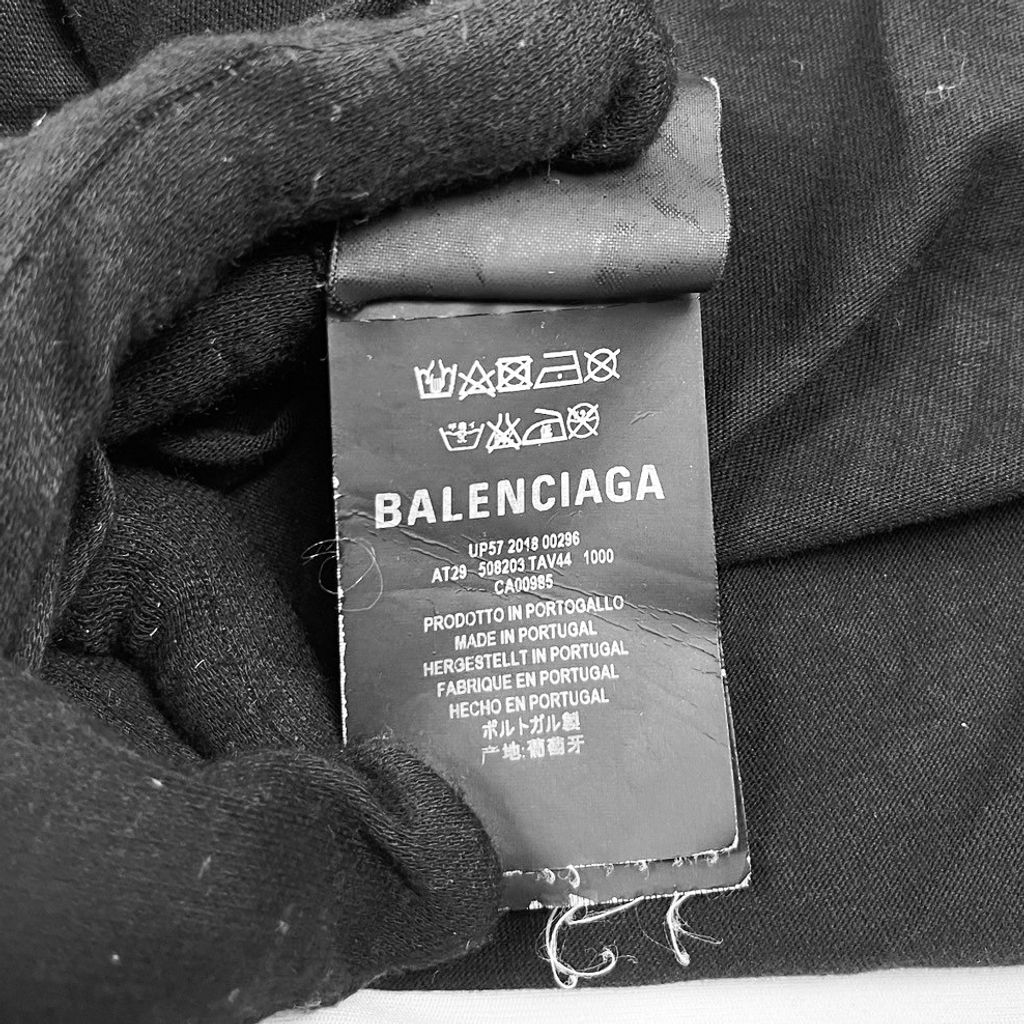 BALENCIAGA
UP57 2018 00296
AT29 508203 TAV44 1000
CA00985
PRODOTTO IN PORTOGALLO
MADE IN PORTUGAL
HERGESTELLT IN PORTUGAL
FABRIQUE EN PORTUGAL
HECHO EN PORTUGAL
ポルトガル製
产地:葡萄牙